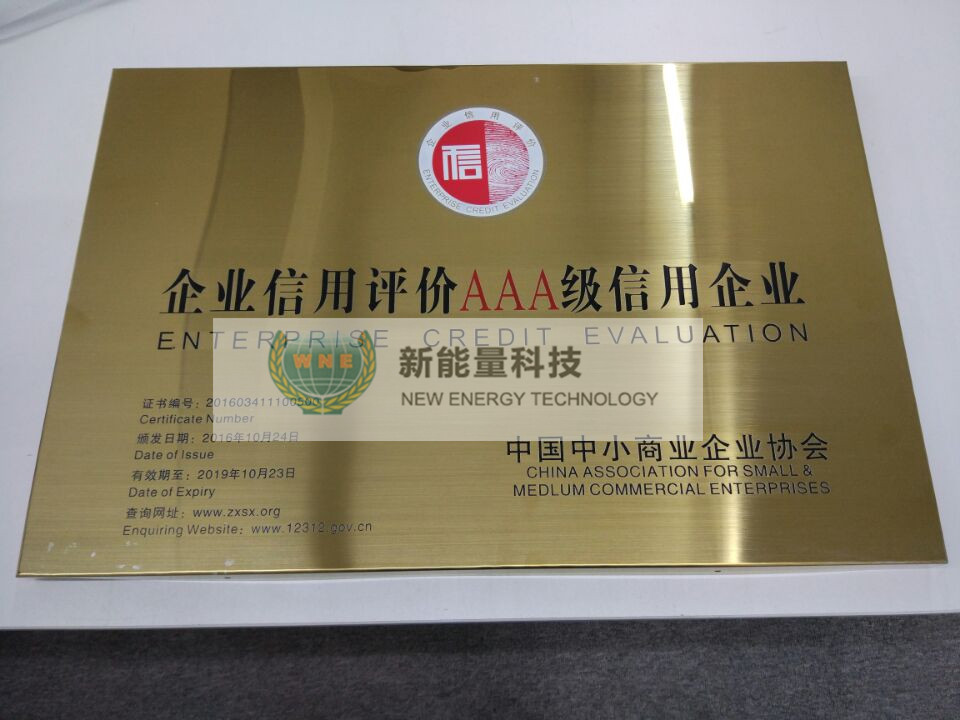 企业信用评价
信
ENTERPRISE CREDIT EVALUATION
企业信用评价AAA级信用企业
ENTERPRISE CREDIT EVALUATION
WNE
新能量科技
NEW ENERGY TECHNOLOGY
证书编号：201603411100503
Certificate Number
颁发日期：2016年10月24日
Date of Issue
有效期至：2019年10月23日
Date of Expiry
查询网址：www.zxsx.org
Enquiring Website：www.12312.gov.cn
中国中小商业企业协会
CHINA ASSOCIATION FOR SMALL &
MEDLUM COMMERCIAL ENTERPRISES